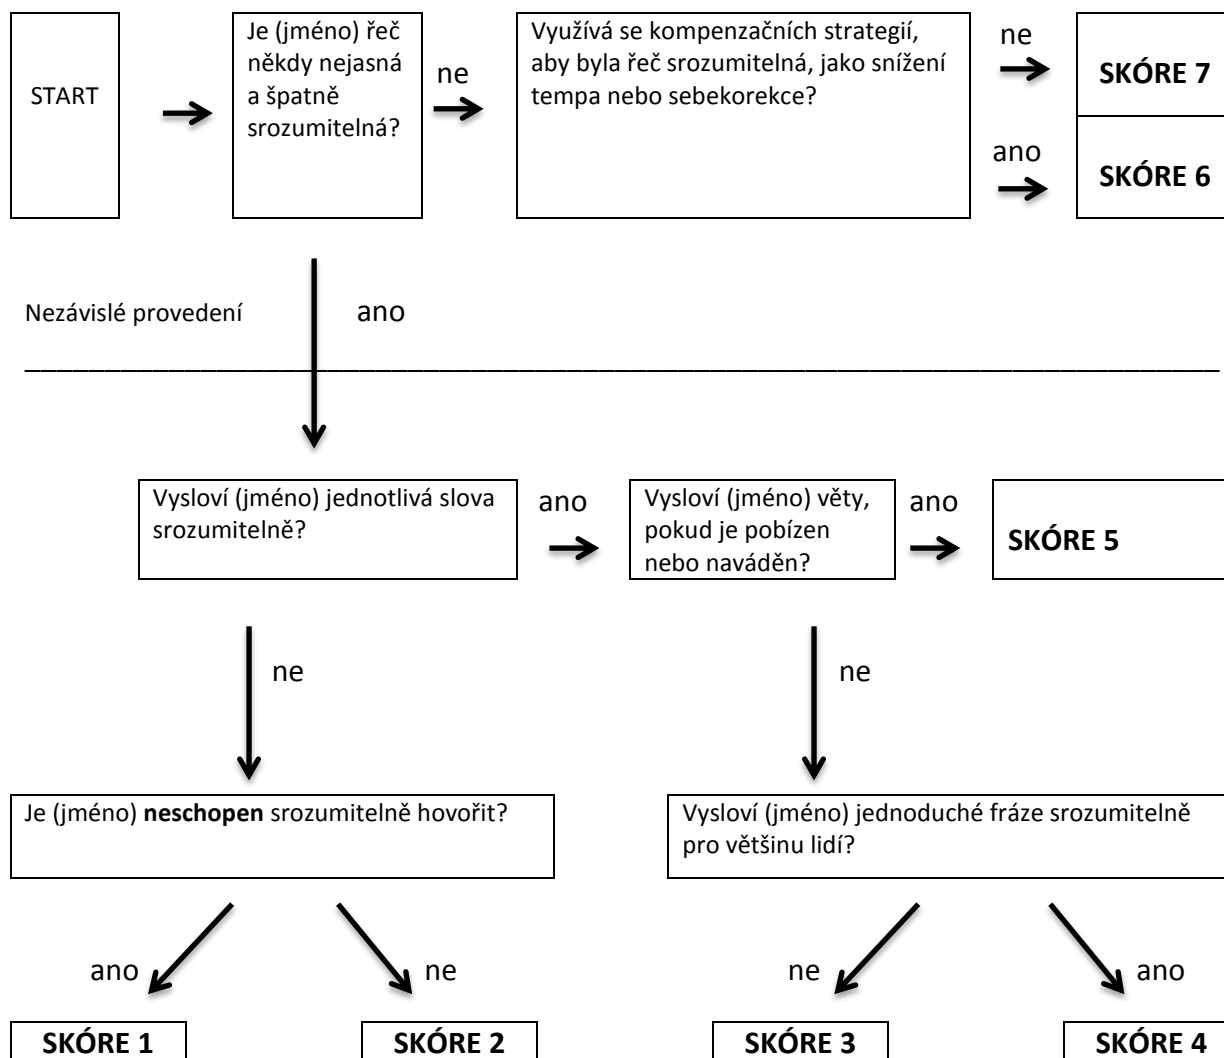 START
Je (jméno) řeč
někdy nejasná
a špatně
srozumitelná?
ne
Využívá se kompenzačních strategií,
aby byla řeč srozumitelná, jako snížení
tempa nebo sebekorekce?
ne
SKÓRE 7
ano
SKÓRE 6
Nezávislé provedení
ano
Vysloví (jméno) jednotlivá slova
srozumitelně?
ano
Vysloví (jméno) věty,
pokud je pobízen
nebo naváděn?
ano
SKÓRE 5
ne
ne
Je (jméno) neschopen srozumitelně hovořit?
Vysloví (jméno) jednoduché fráze srozumitelně
pro většinu lidí?
ano
ne
ne
ano
SKÓRE 1
SKÓRE 2
SKÓRE 3
SKÓRE 4